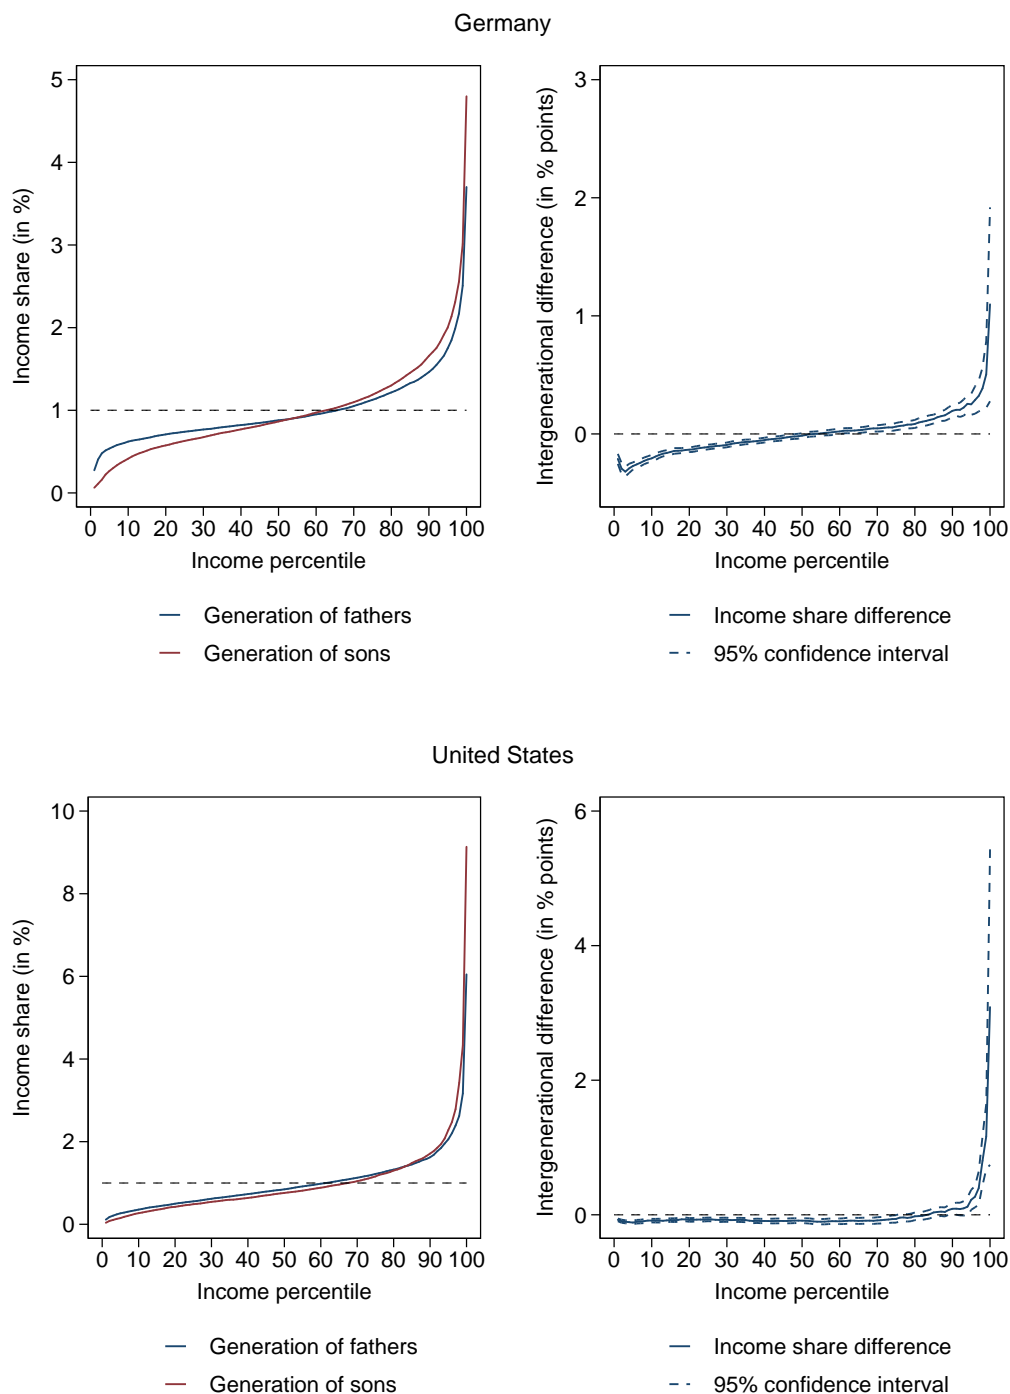 Germany
Income share (in %)
5
4
3
2
1
0
0 10 20 30 40 50 60 70 80 90 100
Income percentile
Generation of fathers
Generation of sons
Intergenerational difference (in % points)
3
2
1
0
0 10 20 30 40 50 60 70 80 90 100
Income percentile
Income share difference
95% confidence interval
United States
Income share (in %)
10
8
6
4
2
0
0 10 20 30 40 50 60 70 80 90 100
Income percentile
Generation of fathers
Generation of sons
Intergenerational difference (in % points)
6
4
2
0
0 10 20 30 40 50 60 70 80 90 100
Income percentile
Income share difference
95% confidence interval